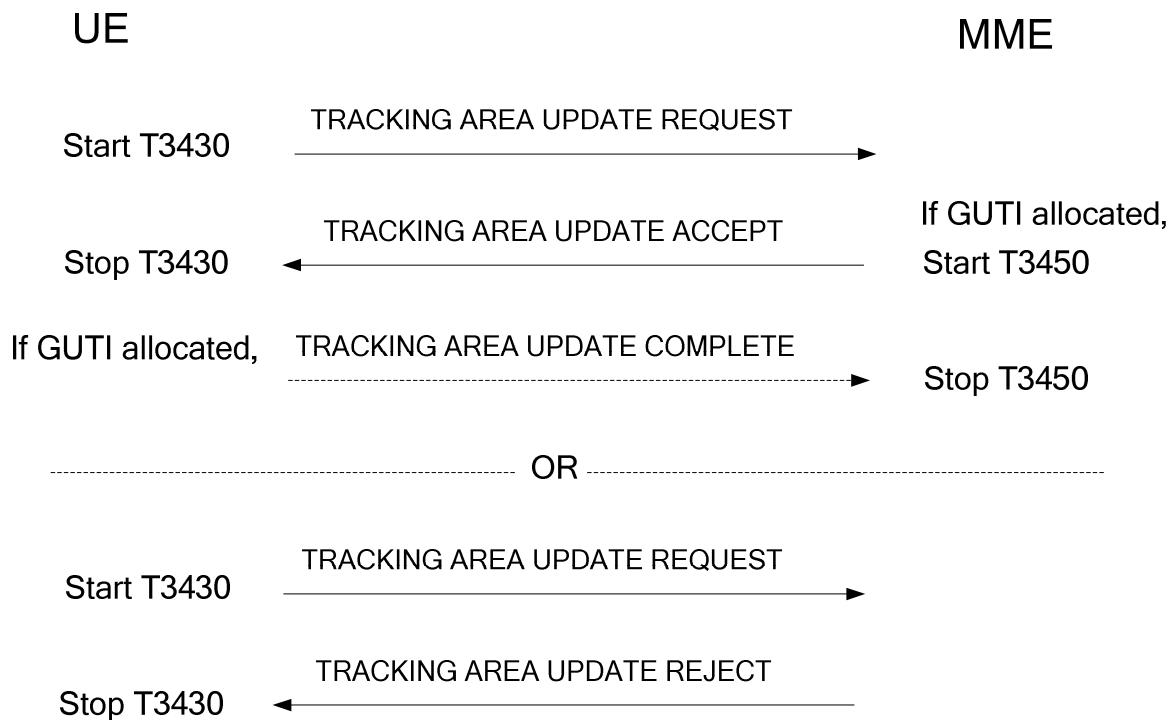 UE
MME
TRACKING AREA UPDATE REQUEST
Start T3430
If GUTI allocated,
TRACKING AREA UPDATE ACCEPT
Stop T3430
Start T3450
If GUTI allocated,
TRACKING AREA UPDATE COMPLETE
Stop T3450
OR
TRACKING AREA UPDATE REQUEST
Start T3430
TRACKING AREA UPDATE REJECT
Stop T3430